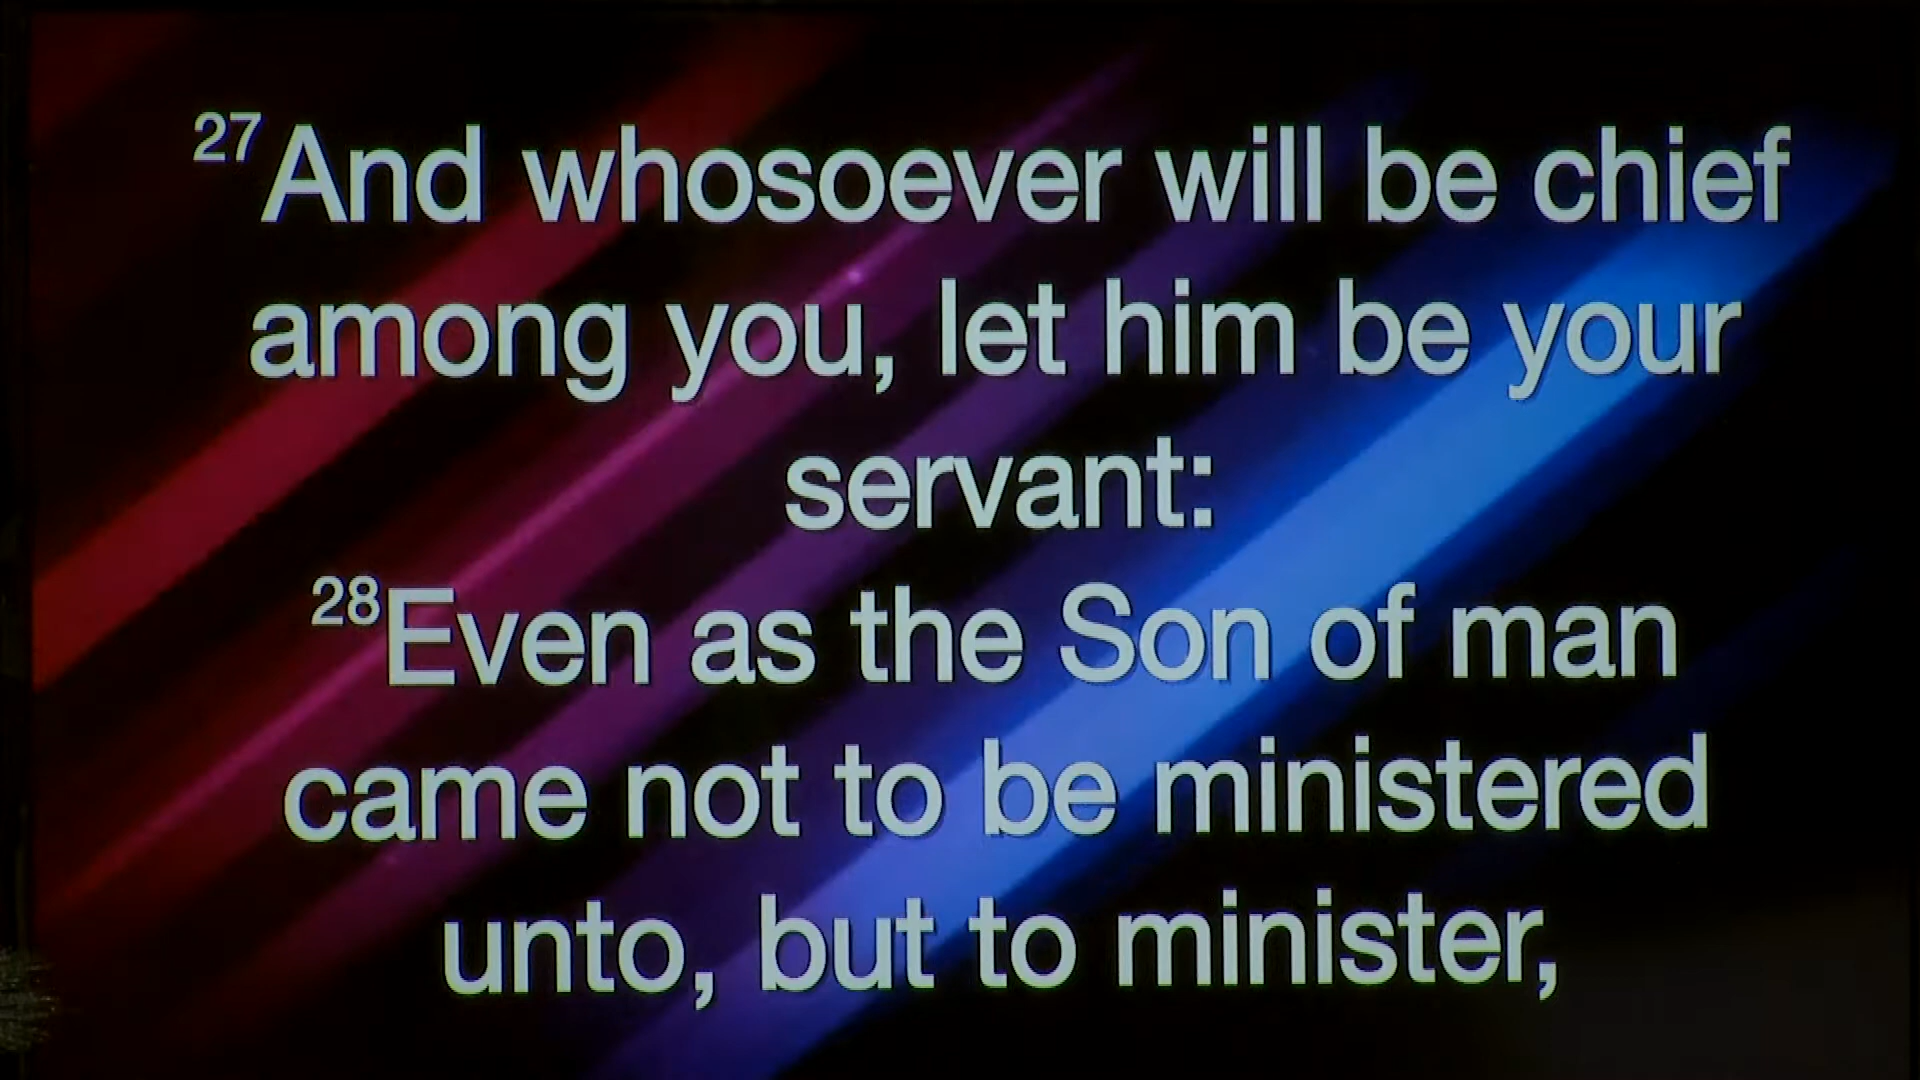 27And whosoever will be chief
among you, let him be your
servant:
28Even as the Son of man
came not to be ministered
unto, but to minister,